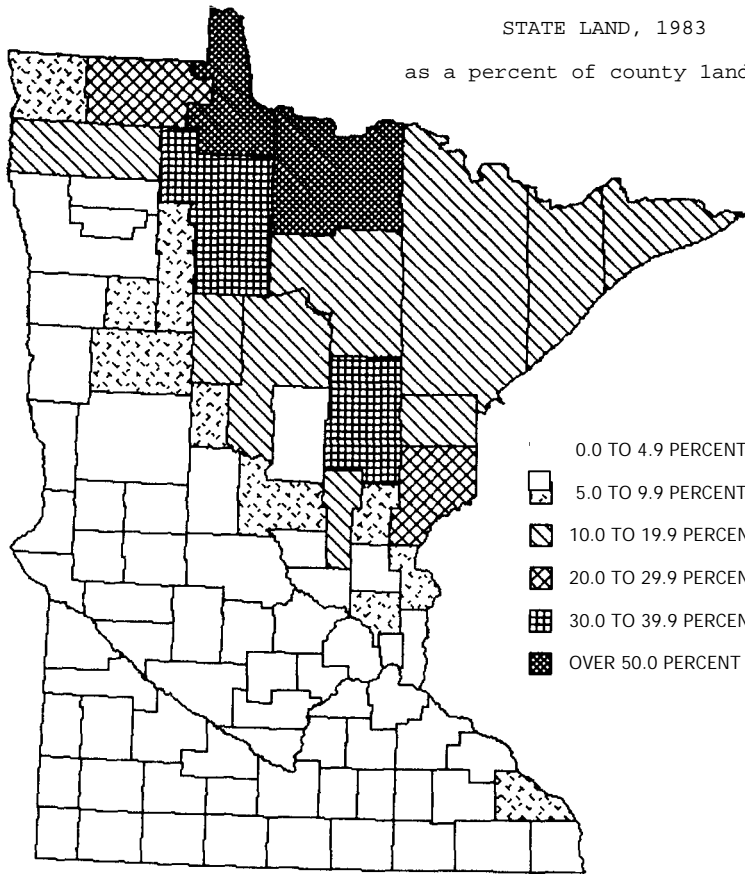 STATE LAND, 1983
as a percent of county land
0.0 TO 4.9 PERCENT
5.0 TO 9.9 PERCENT
10.0 TO 19.9 PERCEN
20.0 TO 29.9 PERCEN
30.0 TO 39.9 PERCEN
OVER 50.0 PERCENT